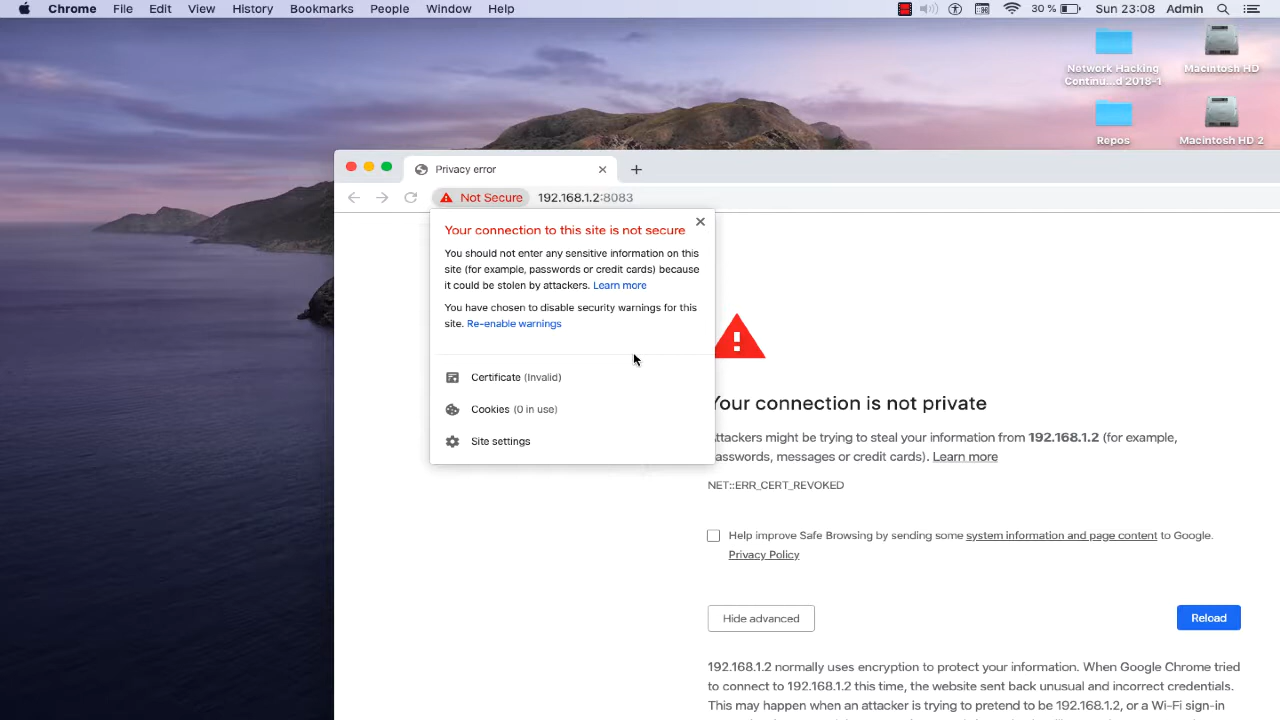 Chrome File Edit View History Bookmarks People Window Help 30 % Sun 23:08 Admin
Network Hacking
Continu...d 2018-1
Macintosh HD
Repos
Macintosh HD 2
Privacy error
Not Secure 192.168.1.2:8083
Your connection to this site is not secure
You should not enter any sensitive information on this
site (for example, passwords or credit cards) because
it could be stolen by attackers. Learn more
You have chosen to disable security warnings for this
site. Re-enable warnings
Certificate (Invalid)
Cookies (0 in use)
Site settings
Your connection is not private
ttackers might be trying to steal your information from 192.168.1.2 (for example,
asswords, messages or credit cards). Learn more
NET::ERR_CERT_REVOKED
Help improve Safe Browsing by sending some system information and page content to Google.
Privacy Policy
Hide advanced
Reload
192.168.1.2 normally uses encryption to protect your information. When Google Chrome tried
to connect to 192.168.1.2 this time, the website sent back unusual and incorrect credentials.
This may happen when an attacker is trying to pretend to be 192.168.1.2, or a Wi-Fi sign-in